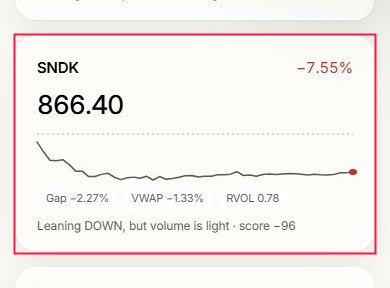 SNDK −7.55%
866.40
Gap −2.27% VWAP −1.33% RVOL 0.78
Leaning DOWN, but volume is light · score −96